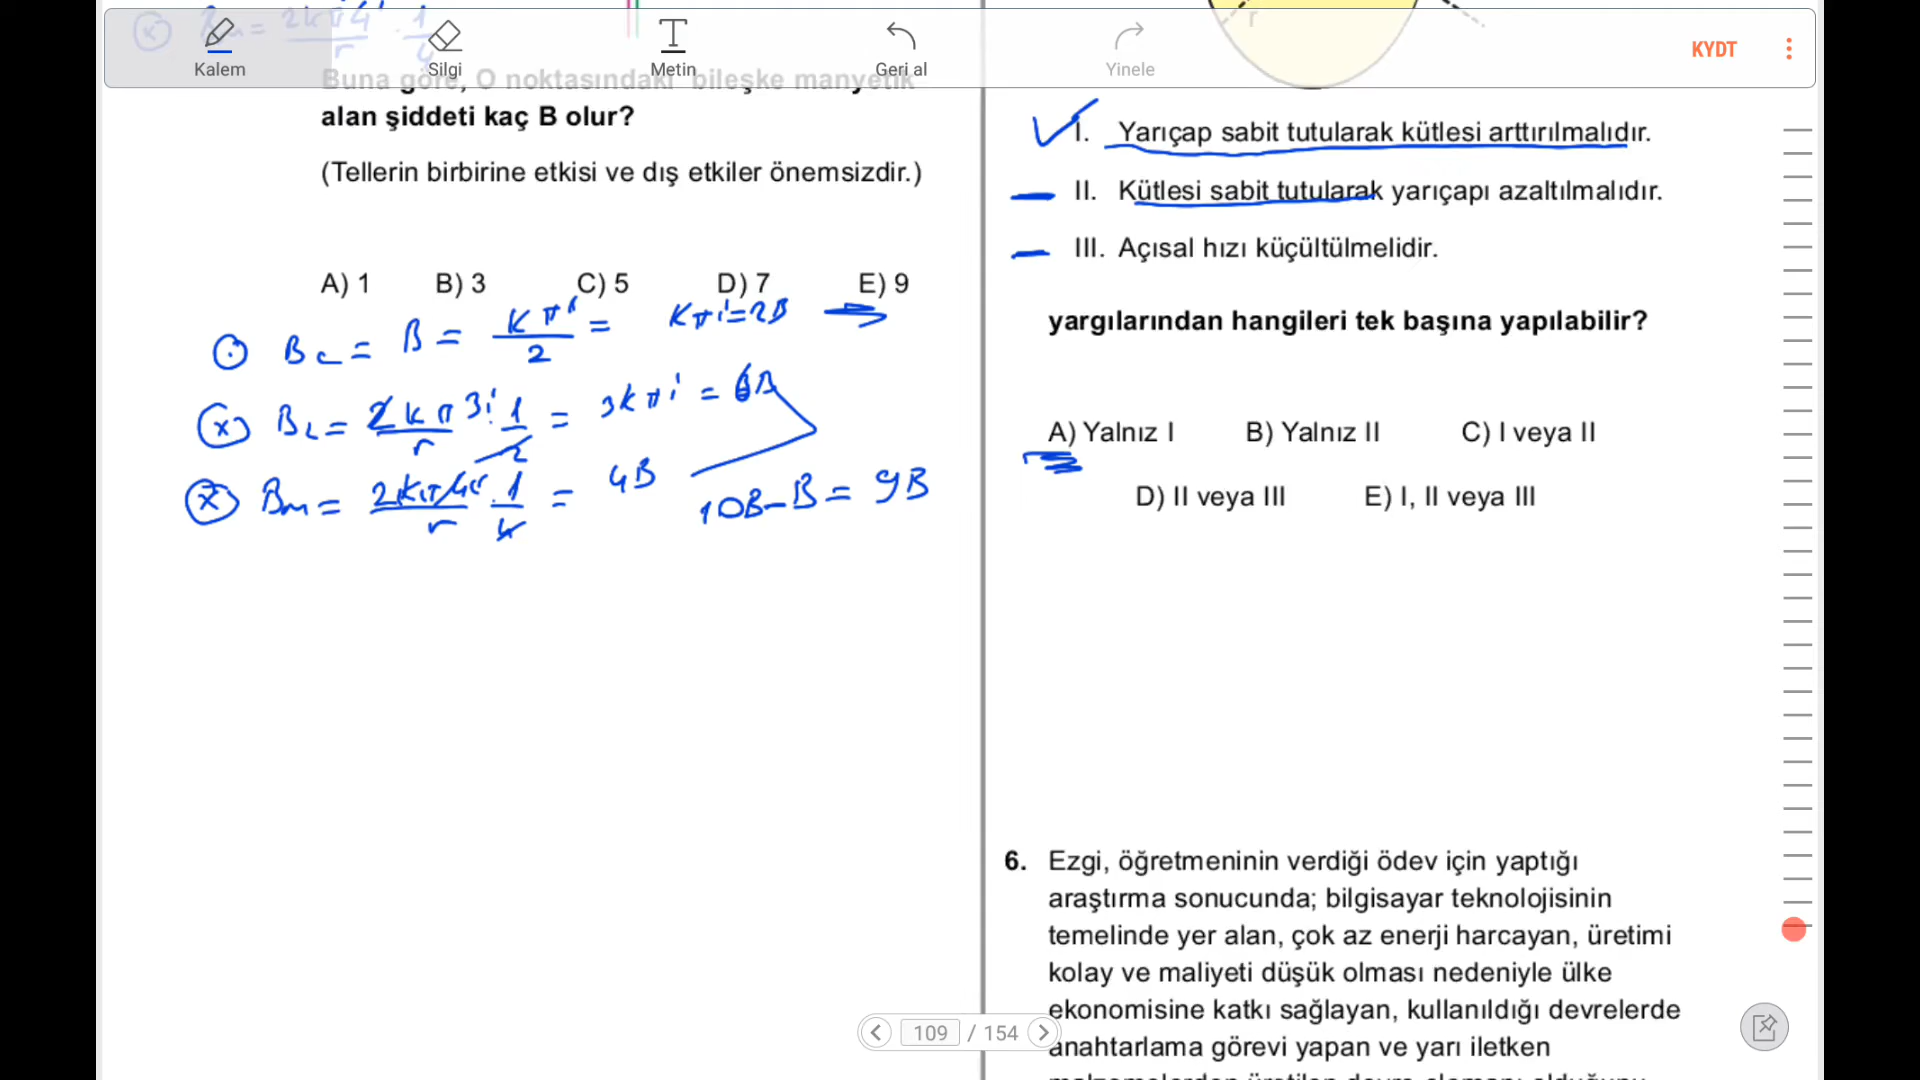 Kalem
Silgi
Metin
Geri al
Yinele
KYDT
Buna göre, O noktasındaki bileşke manyetik
alan şiddeti kaç B olur?
(Tellerin birbirine etkisi ve dış etkiler önemsizdir.)
A) 1 B) 3 C) 5 D) 7 E) 9
= B = = Kπi = 2B
= 2kπ3i/r · 1/2 = 3kπi = 6B
= 2kπ4i/r · 1/4 = 4B
10B - B = 9B
r
I. Yarıçap sabit tutularak kütlesi arttırılmalıdır.
II. Kütlesi sabit tutularak yarıçapı azaltılmalıdır.
III. Açısal hızı küçültülmelidir.
yargılarından hangileri tek başına yapılabilir?
A) Yalnız I B) Yalnız II C) I veya II
D) II veya III E) I, II veya III
6. Ezgi, öğretmeninin verdiği ödev için yaptığı
araştırma sonucunda; bilgisayar teknolojisinin
temelinde yer alan, çok az enerji harcayan, üretimi
kolay ve maliyeti düşük olması nedeniyle ülke
ekonomisine katkı sağlayan, kullanıldığı devrelerde
anahtarlama görevi yapan ve yarı iletken
109 / 154